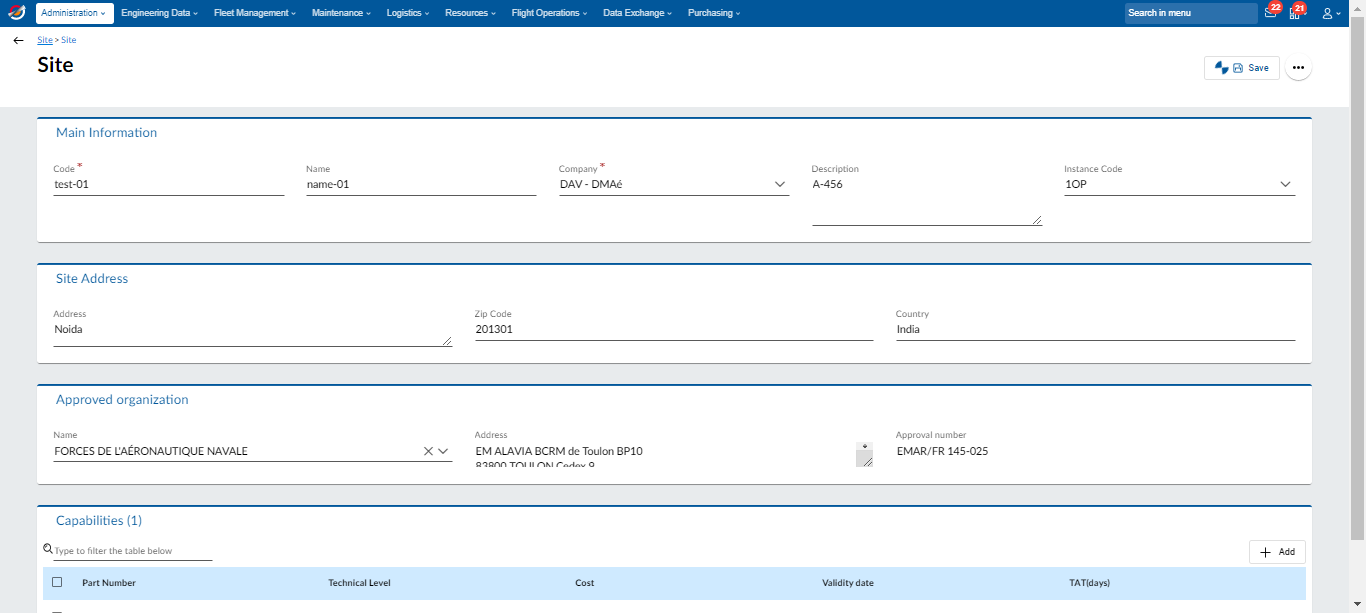 Administration Engineering Data Fleet Management Maintenance Logistics Resources Flight Operations Data Exchange Purchasing Search in menu 22 21
Site > Site
Site
Save
Main Information
Code * Name Company * Description Instance Code
test-01 name-01 DAV - DMAé A-456 1OP
Site Address
Address Zip Code Country
Noida 201301 India
Approved organization
Name Address Approval number
FORCES DE L'AÉRONAUTIQUE NAVALE EM ALAVIA BCRM de Toulon BP10 EMAR/FR 145-025
83800 TOULON Cedex 9
Capabilities (1)
Type to filter the table below Add
Part Number Technical Level Cost Validity date TAT(days)